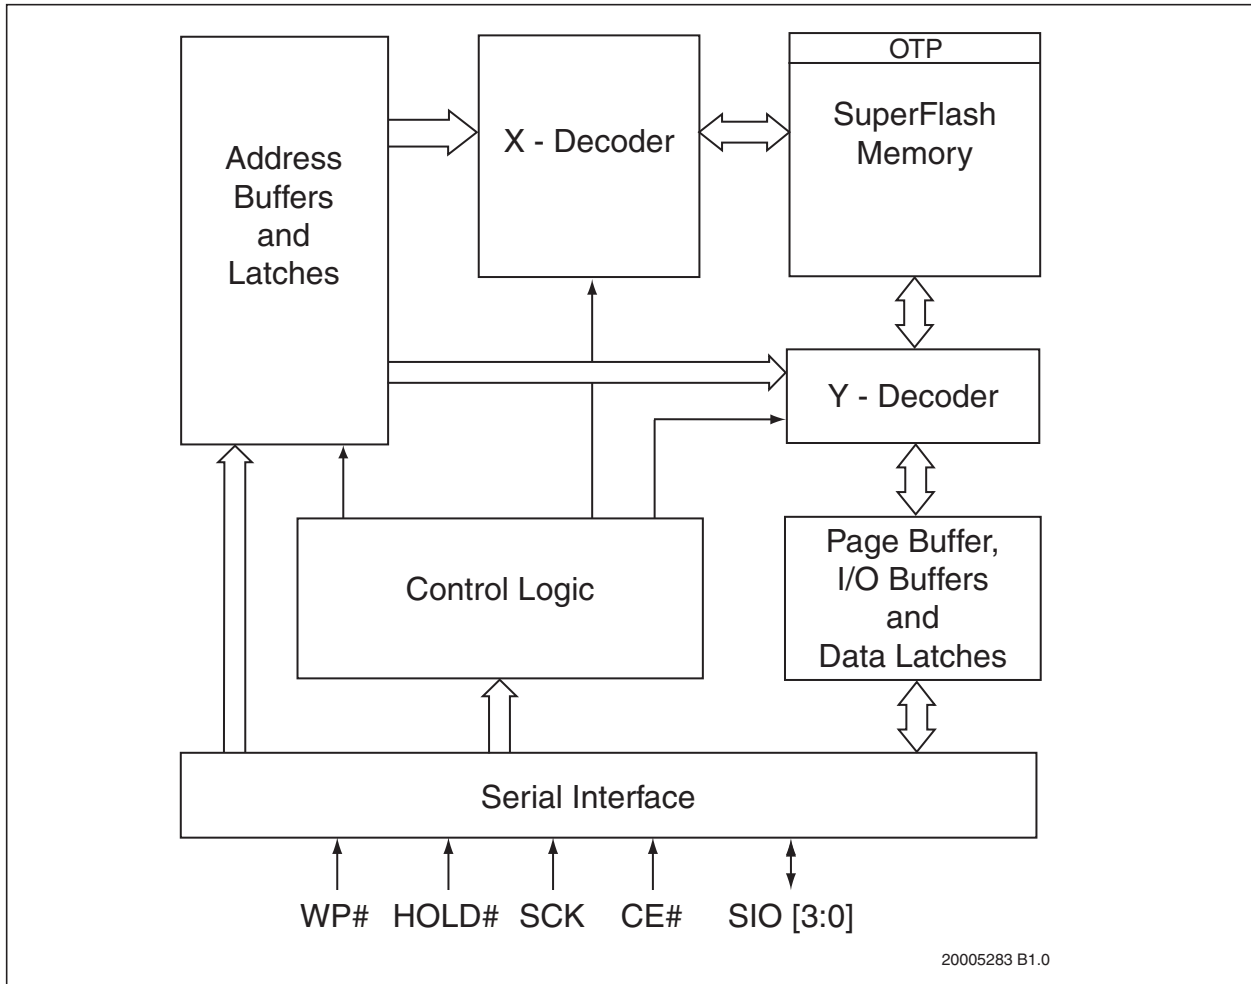 OTP
SuperFlash
Memory
X - Decoder
Address
Buffers
and
Latches
Y - Decoder
Page Buffer,
I/O Buffers
and
Data Latches
Control Logic
Serial Interface
WP# HOLD# SCK CE# SIO [3:0]
20005283 B1.0